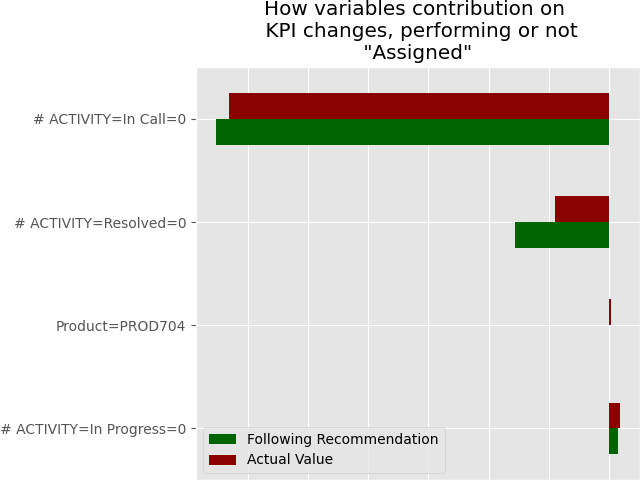 How variables contribution on
KPI changes, performing or not
"Assigned"
# ACTIVITY=In Call=0
# ACTIVITY=Resolved=0
Product=PROD704
# ACTIVITY=In Progress=0
Following Recommendation
Actual Value